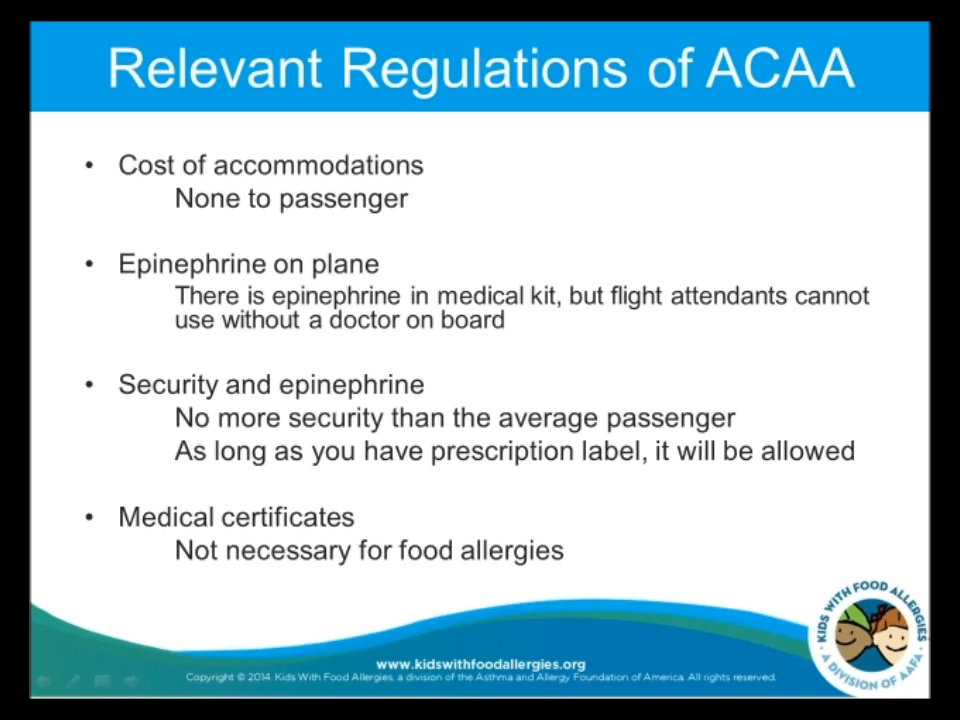 Relevant Regulations of ACAA
• Cost of accommodations
None to passenger
• Epinephrine on plane
There is epinephrine in medical kit, but flight attendants cannot
use without a doctor on board
• Security and epinephrine
No more security than the average passenger
As long as you have prescription label, it will be allowed
• Medical certificates
Not necessary for food allergies
KIDS WITH FOOD ALLERGIES
A DIVISION OF AAFA
www.kidswithfoodallergies.org
Copyright © 2014. Kids With Food Allergies, a division of the Asthma and Allergy Foundation of America. All rights reserved.